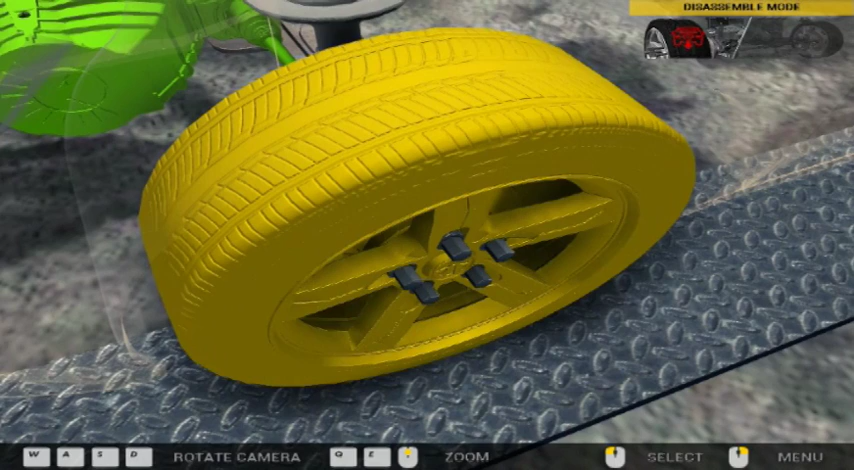 DISASSEMBLE MODE
W A S D ROTATE CAMERA Q E ZOOM SELECT MENU